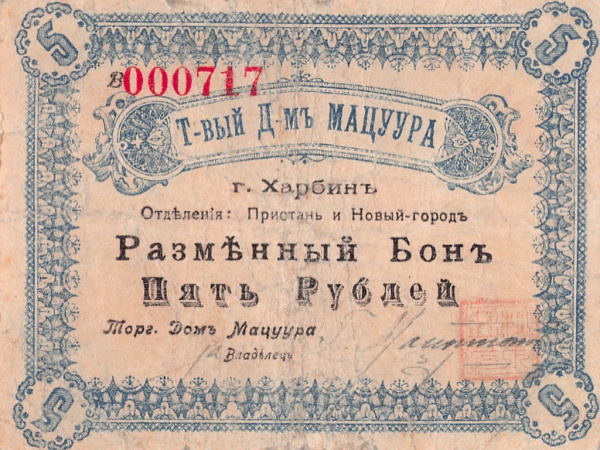 5 5
В 000717
Т-вый Д-мъ МАЦУУРА
г. Харбинъ
Отдѣленія: Пристань и Новый-городъ
Размѣнный Бонъ
Пять Рублей
Торг. Домъ Мацуура
Владѣлецъ
5 5